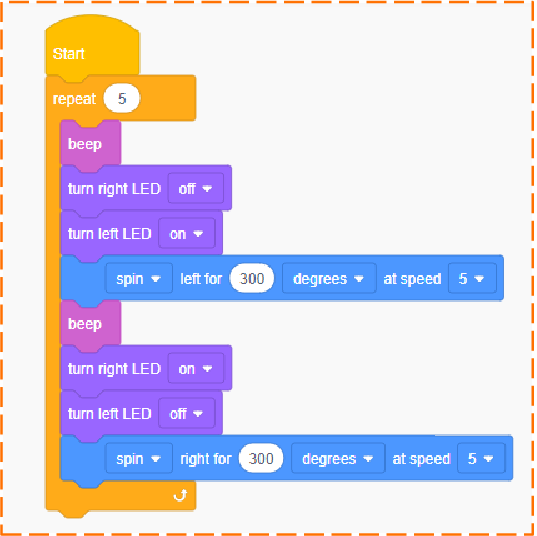 Start
repeat 5
beep
turn right LED off
turn left LED on
spin left for 300 degrees at speed 5
beep
turn right LED on
turn left LED off
spin right for 300 degrees at speed 5